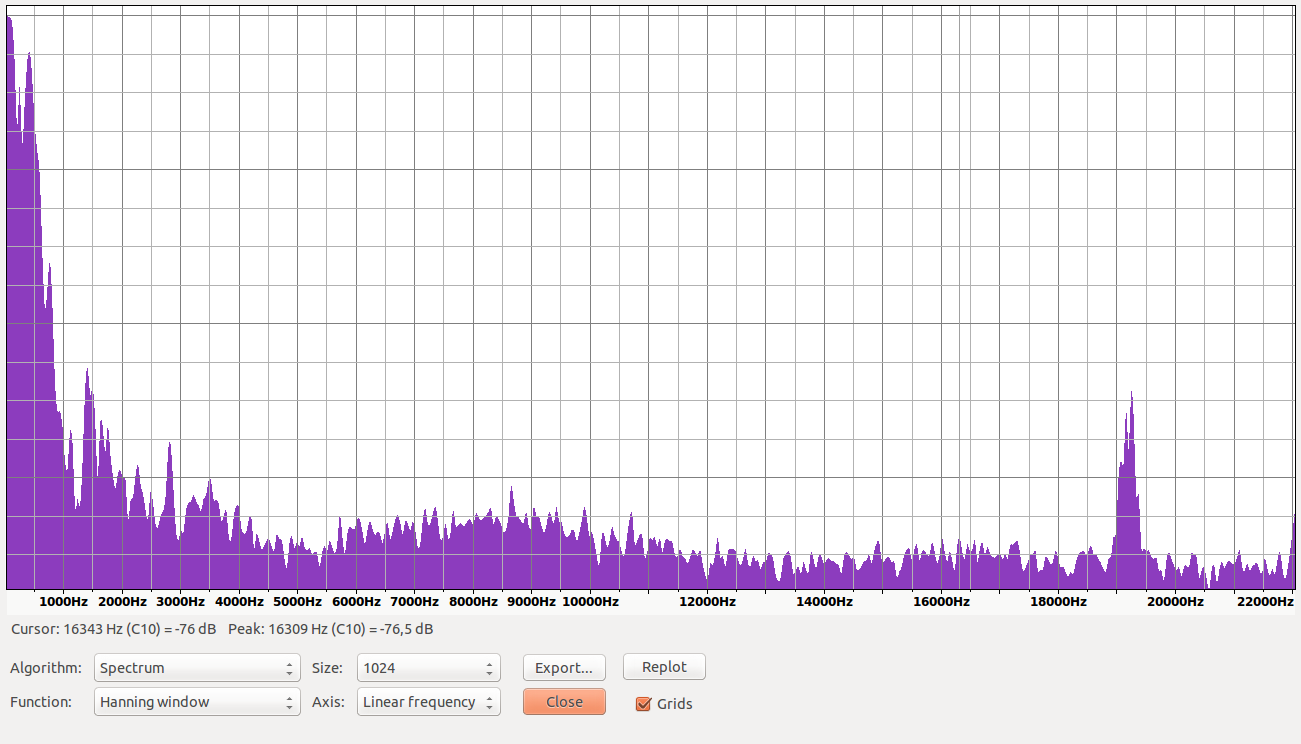 1000Hz 2000Hz 3000Hz 4000Hz 5000Hz 6000Hz 7000Hz 8000Hz 9000Hz 10000Hz 12000Hz 14000Hz 16000Hz 18000Hz 20000Hz 22000Hz
Cursor: 16343 Hz (C10) = -76 dB Peak: 16309 Hz (C10) = -76,5 dB
Algorithm: Spectrum Size: 1024 Export... Replot
Function: Hanning window Axis: Linear frequency Close Grids